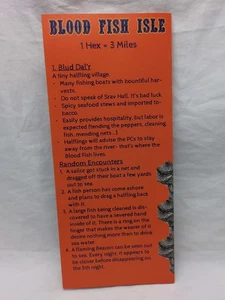 BLOOD FISH ISLE
1 Hex = 3 Miles
1. Blud Dal'r
A tiny halfling village.
- Many fishing boats with bountiful har-
vests.
- Do not speak of Grav Hall, it's bad luck.
- Spicy seafood stews and imported to-
bacco.
- Easily provides hospitality, but labor is
expected (tending the peppers, cleaning
fish, mending nets...)
- Halflings will advise the PCs to stay
away from the river- that's where the
Blood Fish lives
Random Encounters
1. A sailor got stuck in a net and
dragged off their boat a few yards
out to sea.
2. A fish person has come ashore
and plans to drag a halfling back
with it.
3. A large fish being cleaned is dis-
covered to have a severed hand
inside of it. There is a ring on the
finger that makes the wearer of it
desire nothing more than to drink
sea water.
4. A flaming beacon can be seen out
to sea. Every night, it appears to
be closer before disappearing on
the